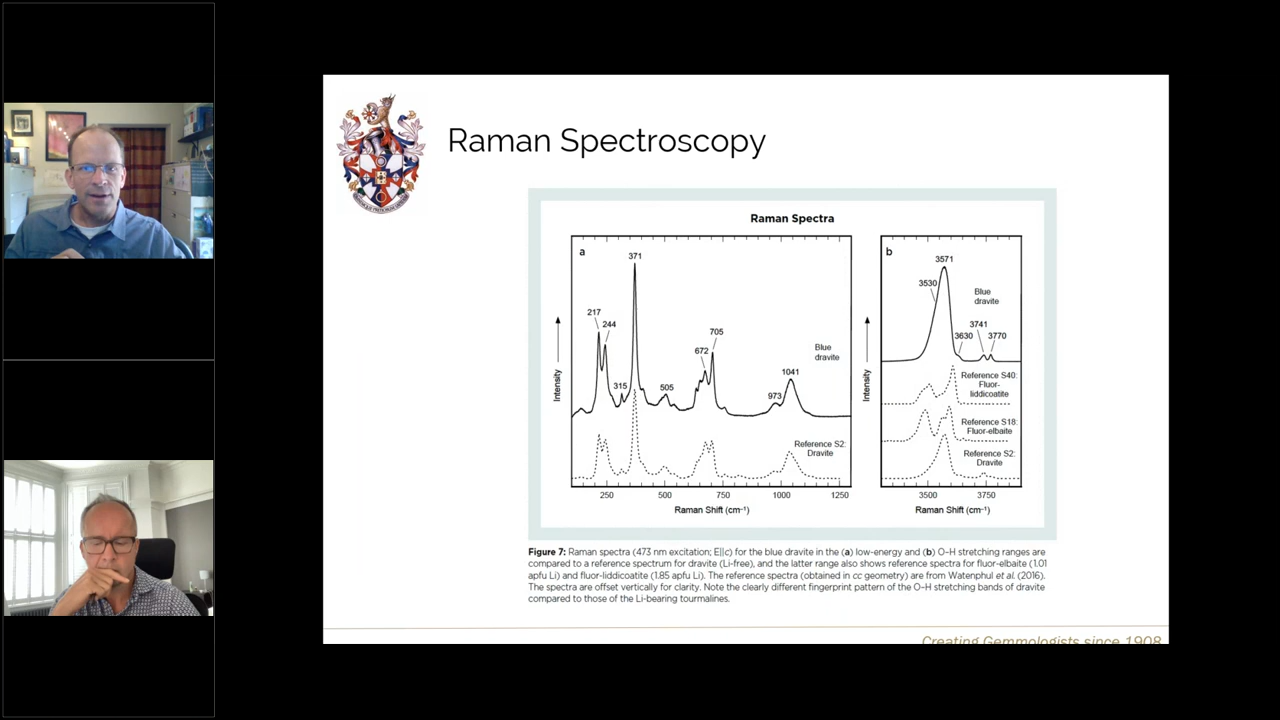 Raman Spectroscopy
Raman Spectra
a
371
217
244
315
505
672
705
973
1041
Blue
dravite
Reference S2:
Dravite
Intensity
250
500
750
1000
1250
Raman Shift (cm⁻¹)
b
3571
3530
3630
3741
3770
Blue
dravite
Reference S40:
Fluor-
liddicoatite
Reference S18:
Fluor-elbaite
Reference S2:
Dravite
Intensity
3500
3750
Raman Shift (cm⁻¹)
Figure 7: Raman spectra (473 nm excitation; E||c) for the blue dravite in the (a) low-energy and (b) O–H stretching ranges are
compared to a reference spectrum for dravite (Li-free), and the latter range also shows reference spectra for fluor-elbaite (1.01
apfu Li) and fluor-liddicoatite (1.85 apfu Li). The reference spectra (obtained in cc geometry) are from Watenphul et al. (2016).
The spectra are offset vertically for clarity. Note the clearly different fingerprint pattern of the O–H stretching bands of dravite
compared to those of the Li-bearing tourmalines.
Creating Gemmologists since 1908